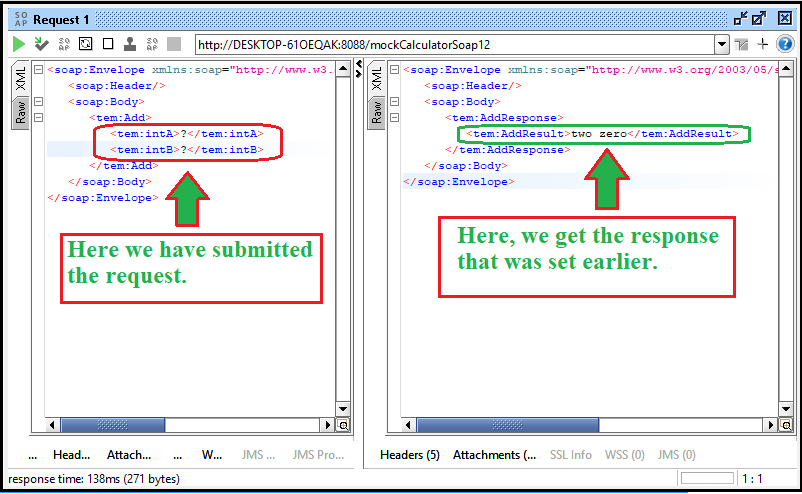 SO AP Request 1
SO AP SO AP http://DESKTOP-61OEQAK:8088/mockCalculatorSoap12
XML
Raw
<soap:Envelope xmlns:soap="http://www.w3.
<soap:Header/>
<soap:Body>
<tem:Add>
<tem:intA>?</tem:intA>
<tem:intB>?</tem:intB>
</tem:Add>
</soap:Body>
</soap:Envelope>
Here we have submitted
the request.
XML
Raw
<soap:Envelope xmlns:soap="http://www.w3.org/2003/05/s
<soap:Header/>
<soap:Body>
<tem:AddResponse>
<tem:AddResult>two zero</tem:AddResult>
</tem:AddResponse>
</soap:Body>
</soap:Envelope>
Here, we get the response
that was set earlier.
... Head... Attach... ... W... JMS ... JMS Pro...
Headers (5) Attachments (... SSL Info WSS (0) JMS (0)
response time: 138ms (271 bytes)
1 : 1